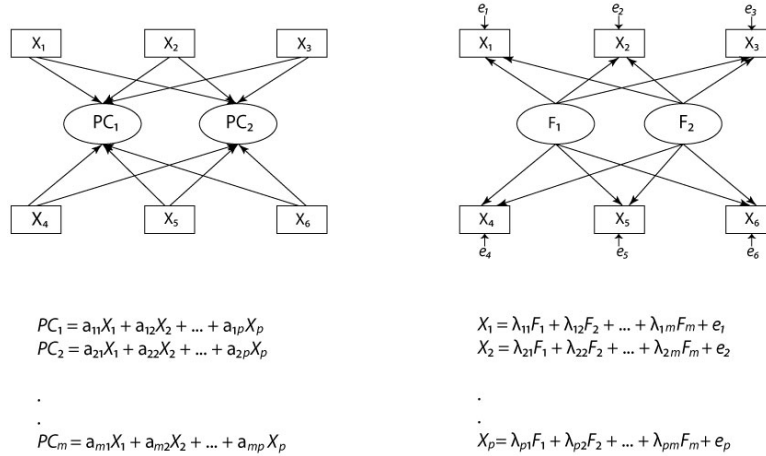 e₁ e₂ e₃
X₁ X₂ X₃ X₁ X₂ X₃
PC₁ PC₂ F₁ F₂
X₄ X₅ X₆ X₄ X₅ X₆
e₄ e₅ e₆
PC₁ = a₁₁X₁ + a₁₂X₂ + ... + a₁ₚXₚ
PC₂ = a₂₁X₁ + a₂₂X₂ + ... + a₂ₚXₚ
.
.
PCₘ = aₘ₁X₁ + aₘ₂X₂ + ... + aₘₚ Xₚ
X₁ = λ₁₁F₁ + λ₁₂F₂ + ... + λ₁ₘFₘ + e₁
X₂ = λ₂₁F₁ + λ₂₂F₂ + ... + λ₂ₘFₘ + e₂
.
.
Xₚ = λₚ₁F₁ + λₚ₂F₂ + ... + λₚₘFₘ + eₚ